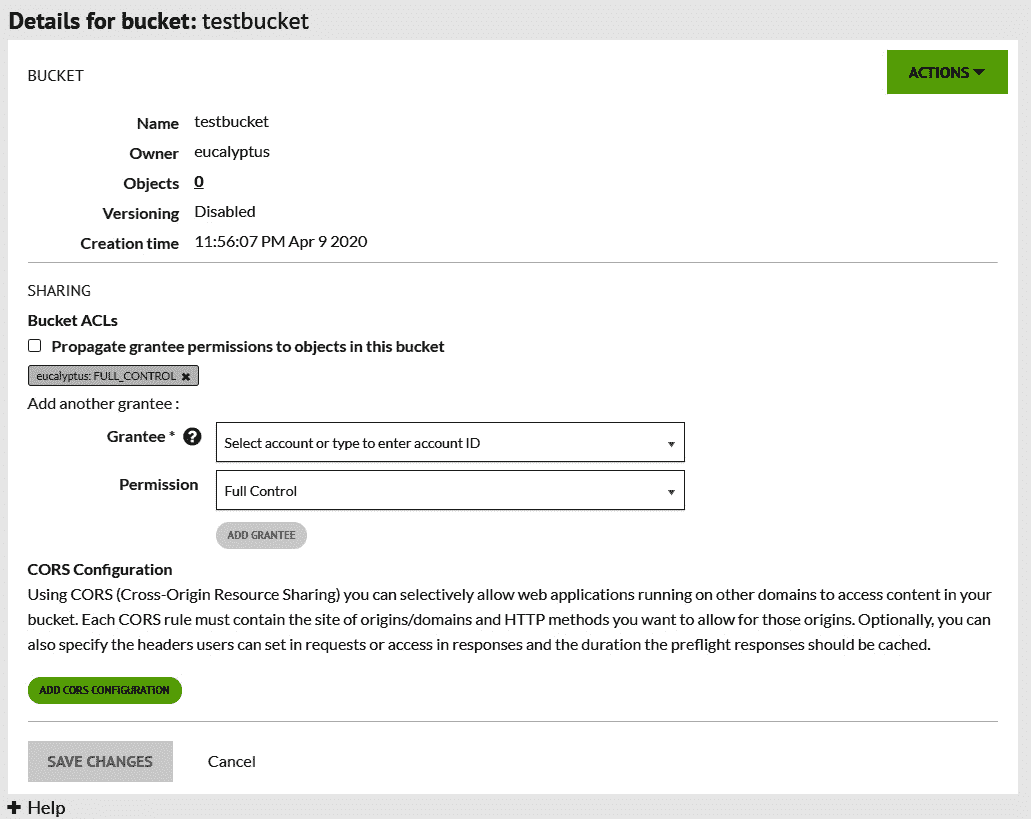 Details for bucket: testbucket
BUCKET
ACTIONS
Name testbucket
Owner eucalyptus
Objects 0
Versioning Disabled
Creation time 11:56:07 PM Apr 9 2020
SHARING
Bucket ACLs
Propagate grantee permissions to objects in this bucket
eucalyptus: FULL_CONTROL ✖
Add another grantee :
Grantee * ?
Select account or type to enter account ID
Permission
Full Control
ADD GRANTEE
CORS Configuration
Using CORS (Cross-Origin Resource Sharing) you can selectively allow web applications running on other domains to access content in your
bucket. Each CORS rule must contain the site of origins/domains and HTTP methods you want to allow for those origins. Optionally, you can
also specify the headers users can set in requests or access in responses and the duration the preflight responses should be cached.
ADD CORS CONFIGURATION
SAVE CHANGES Cancel
+ Help